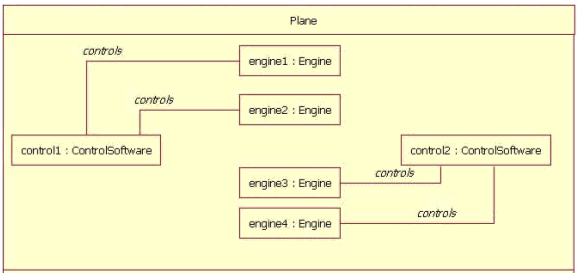 Plane
controls
engine1 : Engine
controls
engine2 : Engine
control1 : ControlSoftware
control2 : ControlSoftware
engine3 : Engine
controls
engine4 : Engine
controls